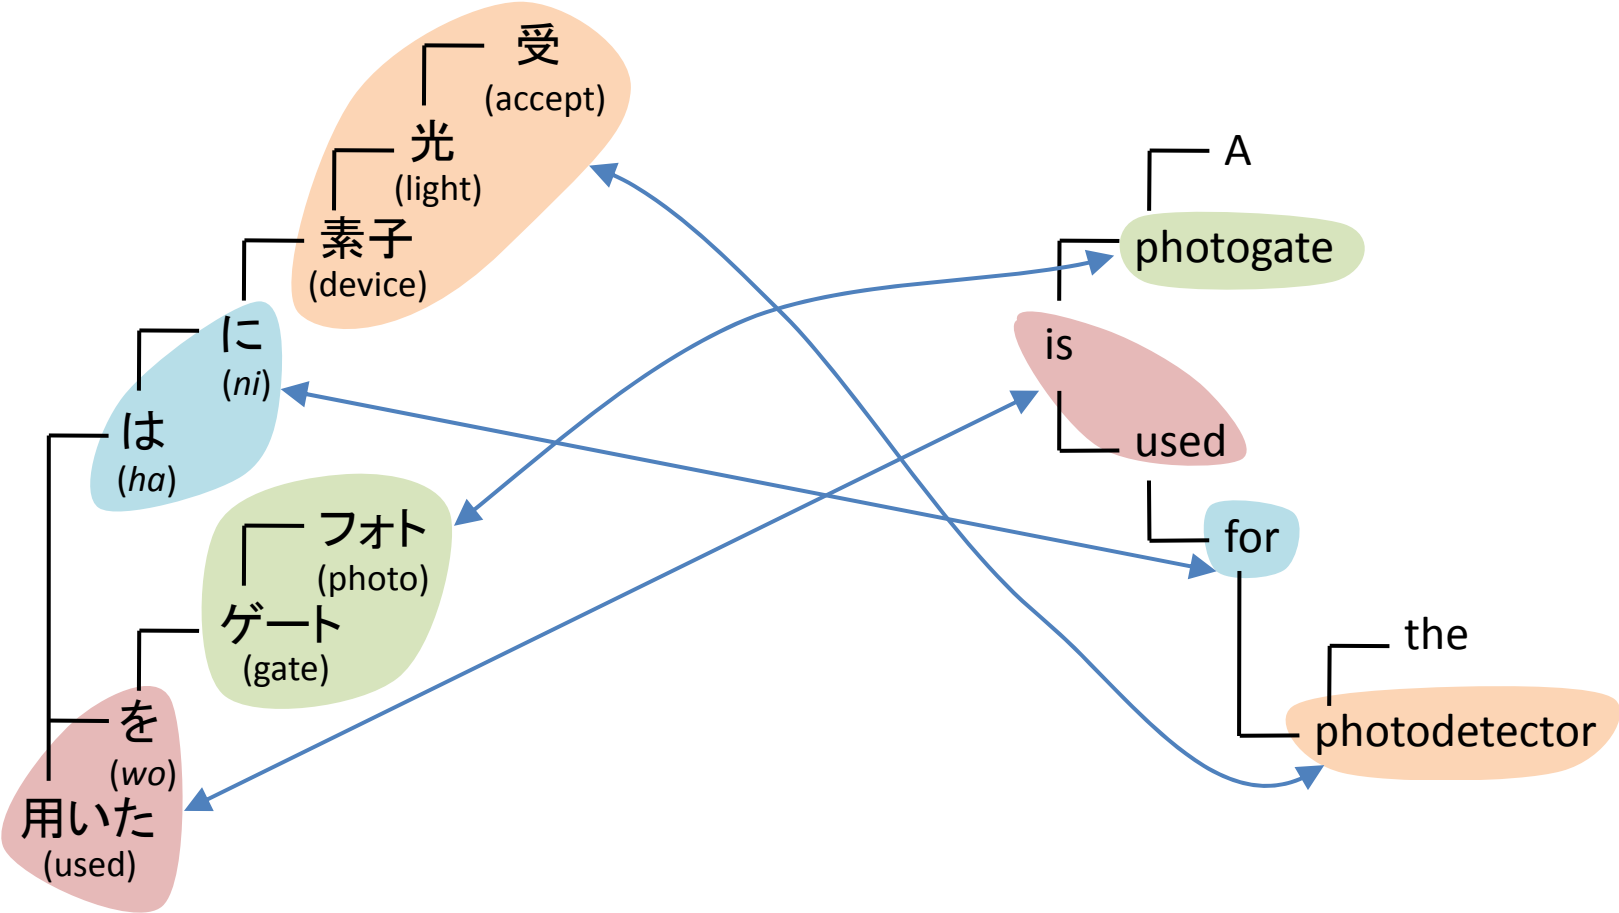 受
(accept)
光
(light)
素子
(device)
に
(ni)
は
(ha)
フォト
(photo)
ゲート
(gate)
を
(wo)
用いた
(used)
A
photogate
is
used
for
the
photodetector